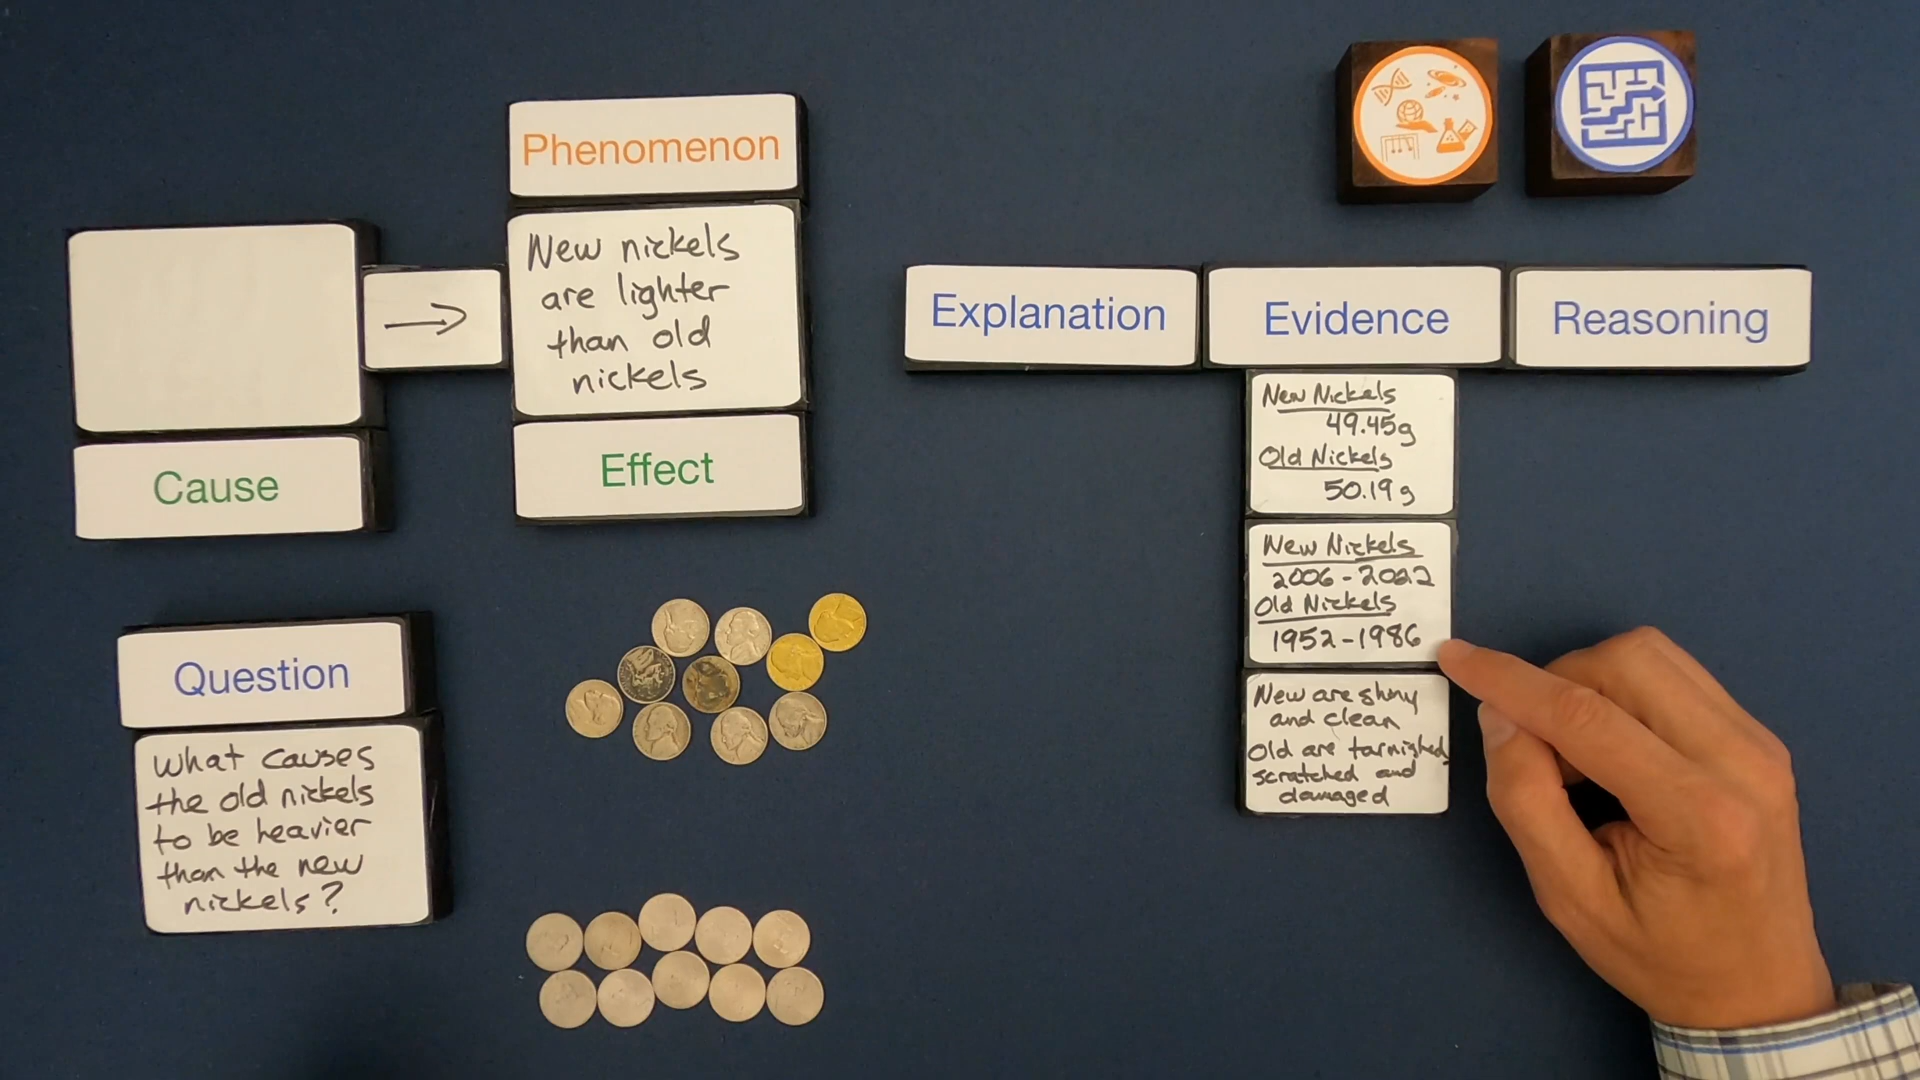 Phenomenon
New nickels
are lighter
than old
nickels
Effect
Cause
Question
What causes
the old nickels
to be heavier
than the new
nickels?
Explanation
Evidence
Reasoning
New Nickels
49.45g
Old Nickels
50.19g
New Nickels
2006-2022
Old Nickels
1952-1986
New are shiny
and clean
Old are tarnished
scratched and
damaged